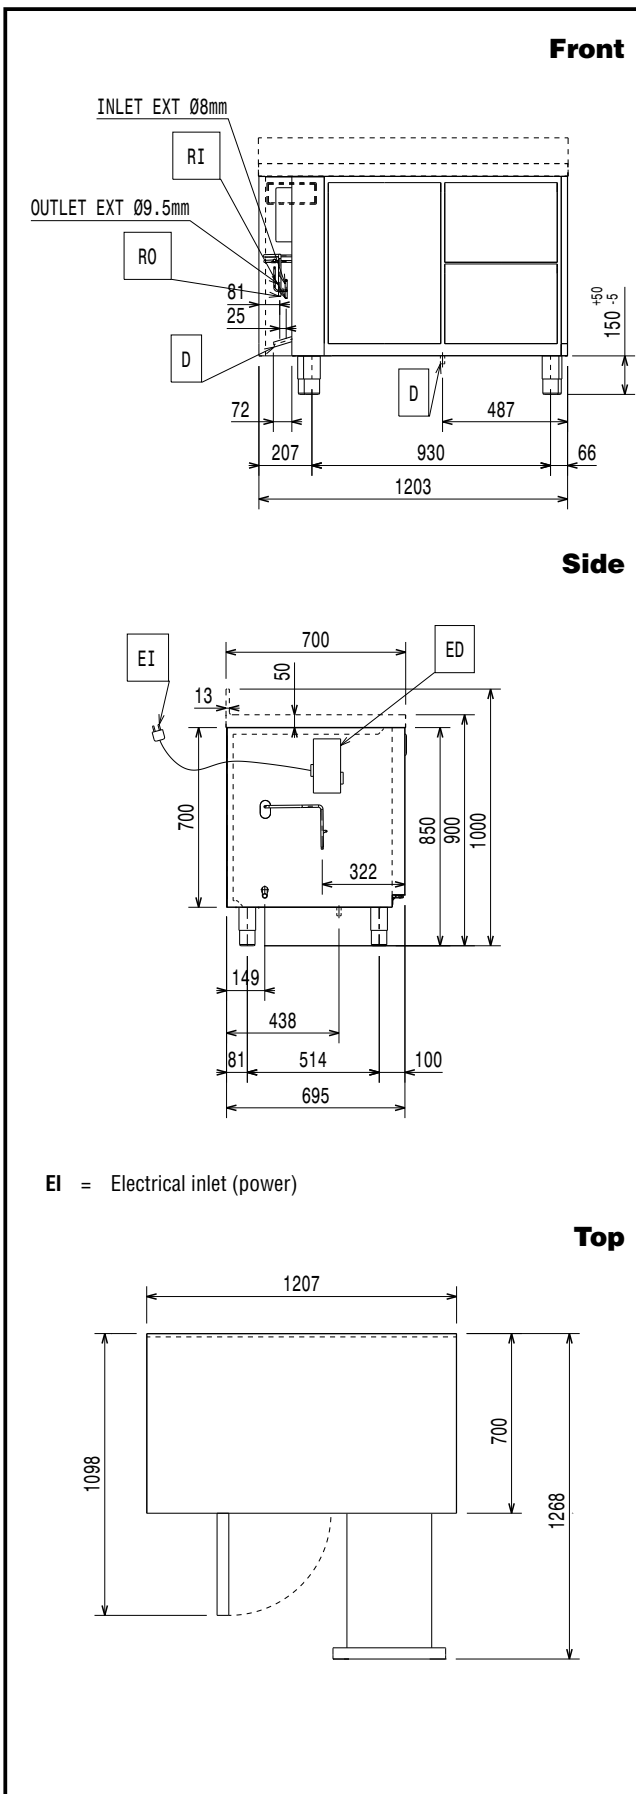 Front
INLET EXT Ø8mm
RI
OUTLET EXT Ø9.5mm
RO
81
25
D
D
+50
150 -5
72
487
207
930
66
1203
Side
700
EI
50
ED
13
700
322
850
900
1000
149
438
81
514
100
695
EI = Electrical inlet (power)
Top
1207
1098
700
1268